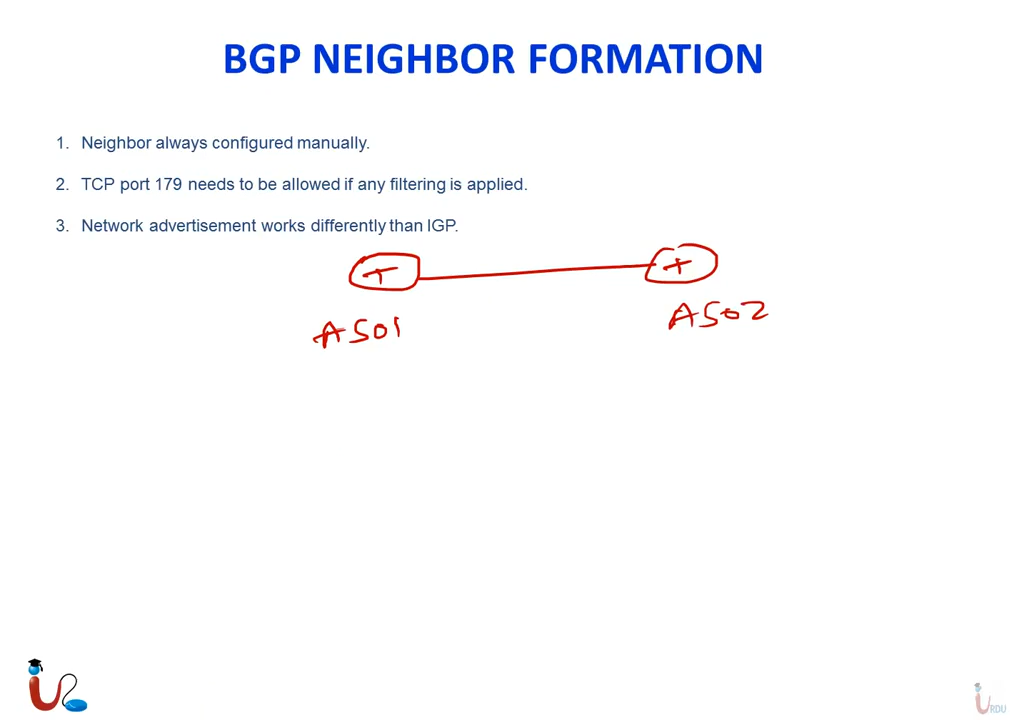 BGP NEIGHBOR FORMATION
1. Neighbor always configured manually.
2. TCP port 179 needs to be allowed if any filtering is applied.
3. Network advertisement works differently than IGP.
AS01
AS02
URDU